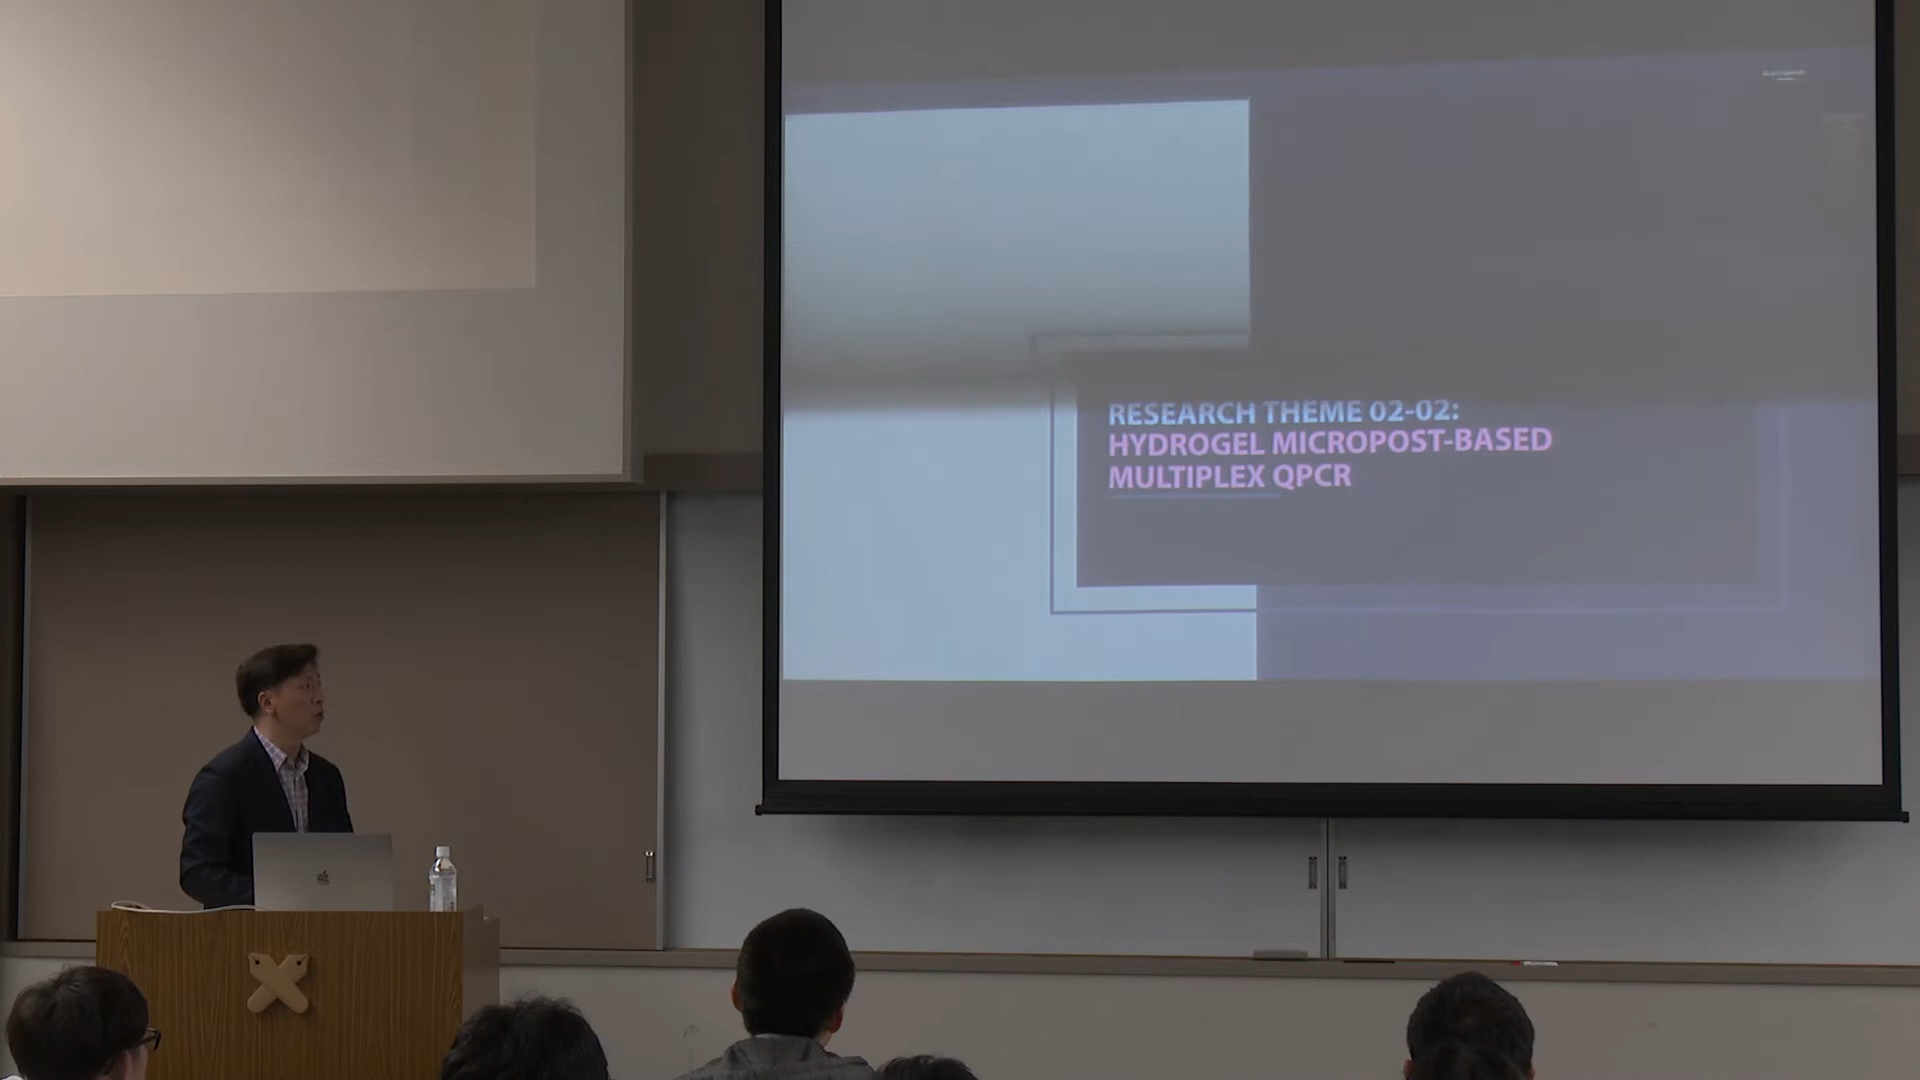 RESEARCH THEME 02-02:
HYDROGEL MICROPOST-BASED
MULTIPLEX QPCR